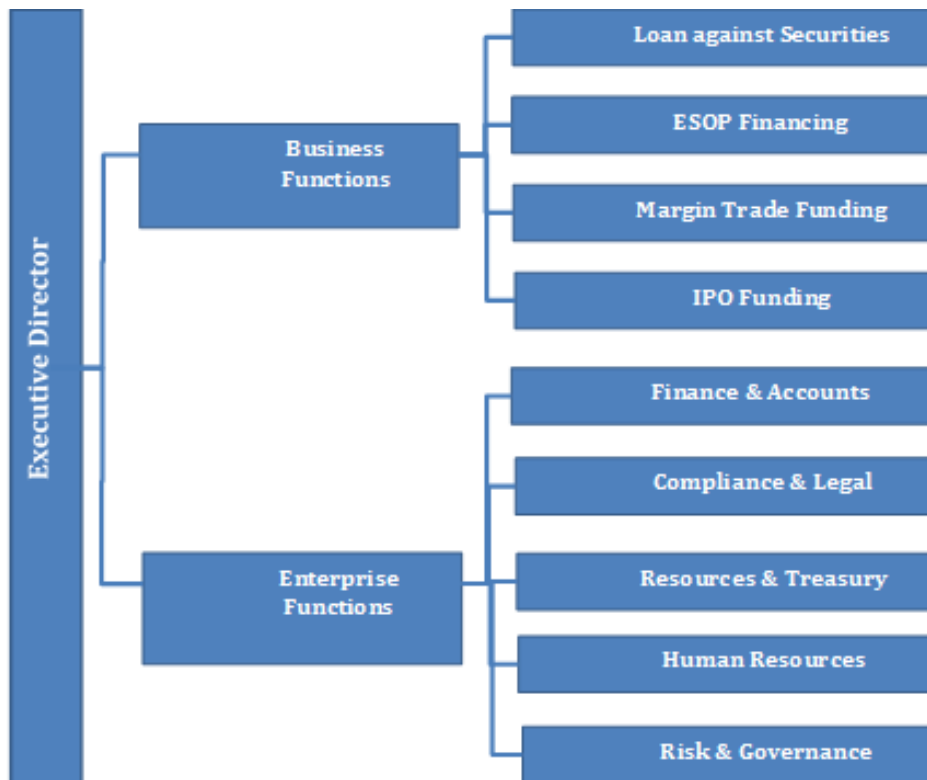 Executive Director
Business
Functions
Loan against Securities
ESOP Financing
Margin Trade Funding
IPO Funding
Enterprise
Functions
Finance & Accounts
Compliance & Legal
Resources & Treasury
Human Resources
Risk & Governance